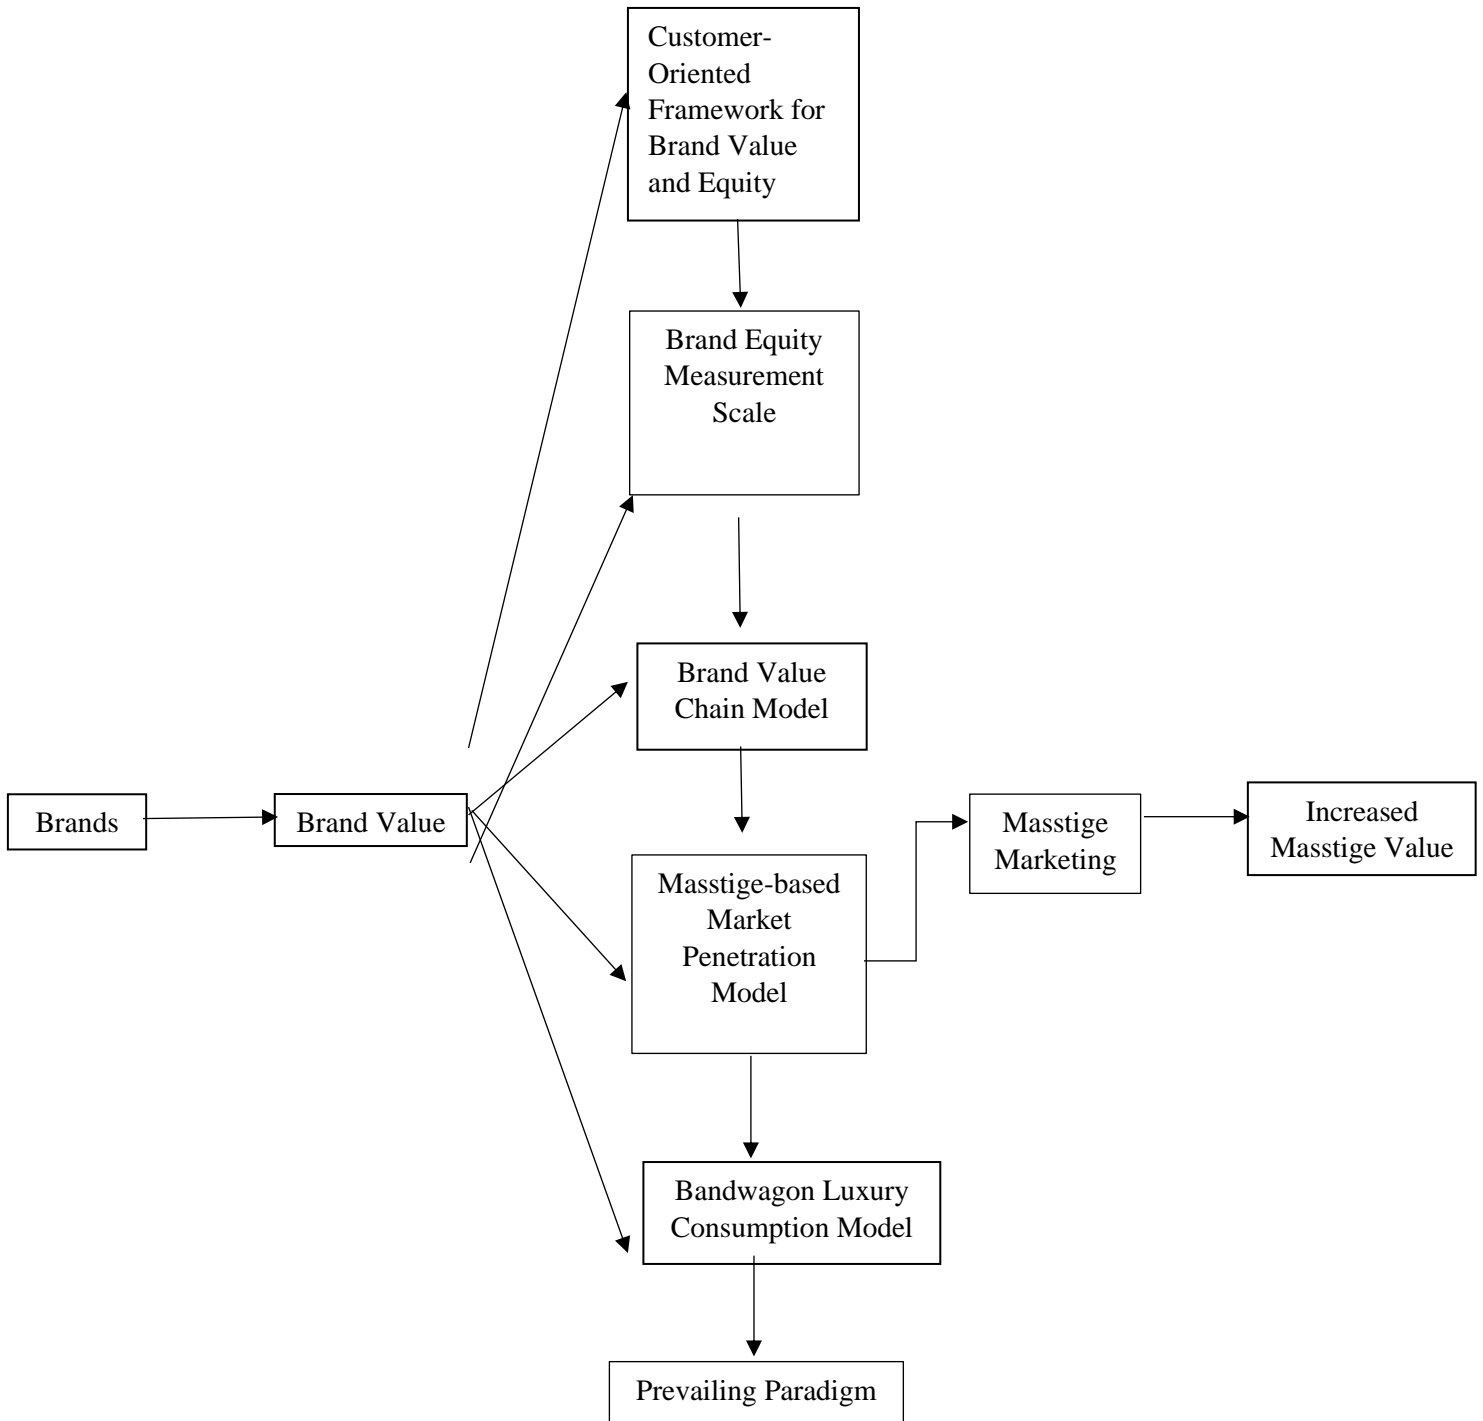 Customer-
Oriented
Framework for
Brand Value
and Equity
Brand Equity
Measurement
Scale
Brand Value
Chain Model
Brands
Brand Value
Masstige
Marketing
Increased
Masstige Value
Masstige-based
Market
Penetration
Model
Bandwagon Luxury
Consumption Model
Prevailing Paradigm